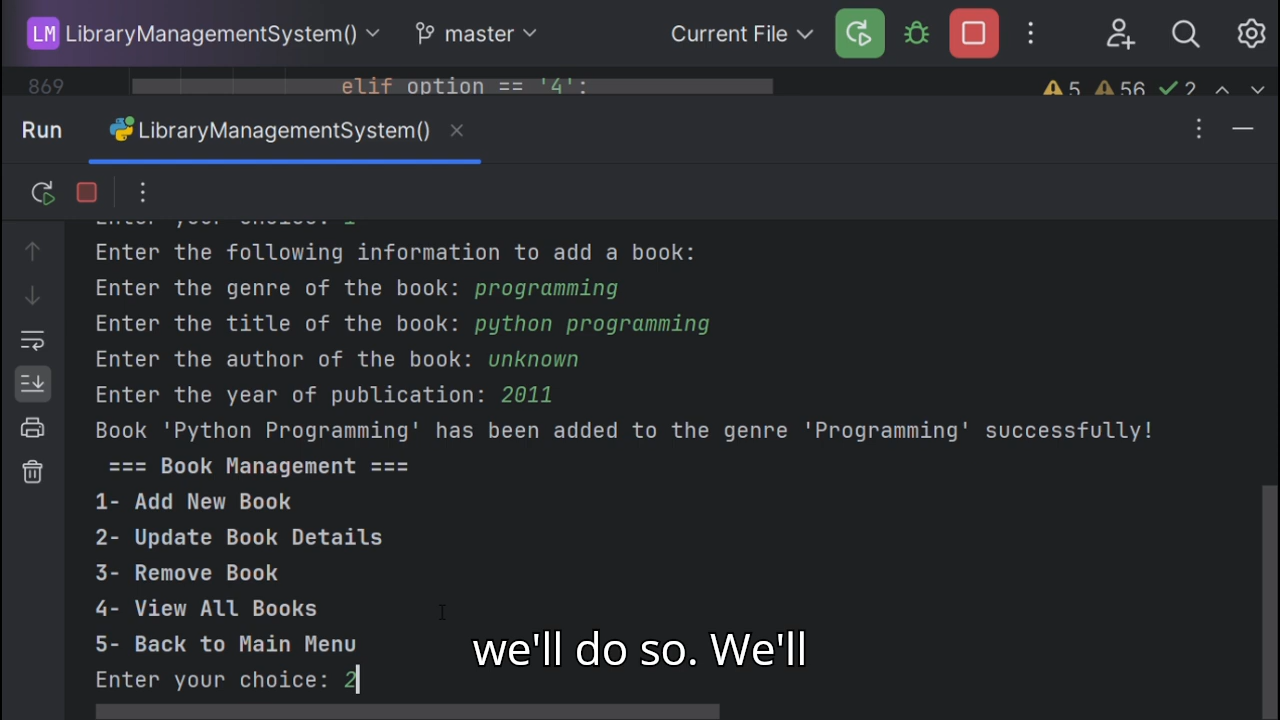 LM LibraryManagementSystem() master Current File
869 elif option == '4': 5 56 2
Run LibraryManagementSystem()
Enter your choice: 1
Enter the following information to add a book:
Enter the genre of the book: programming
Enter the title of the book: python programming
Enter the author of the book: unknown
Enter the year of publication: 2011
Book 'Python Programming' has been added to the genre 'Programming' successfully!
=== Book Management ===
1- Add New Book
2- Update Book Details
3- Remove Book
4- View All Books
5- Back to Main Menu
we'll do so. We'll
Enter your choice: 2